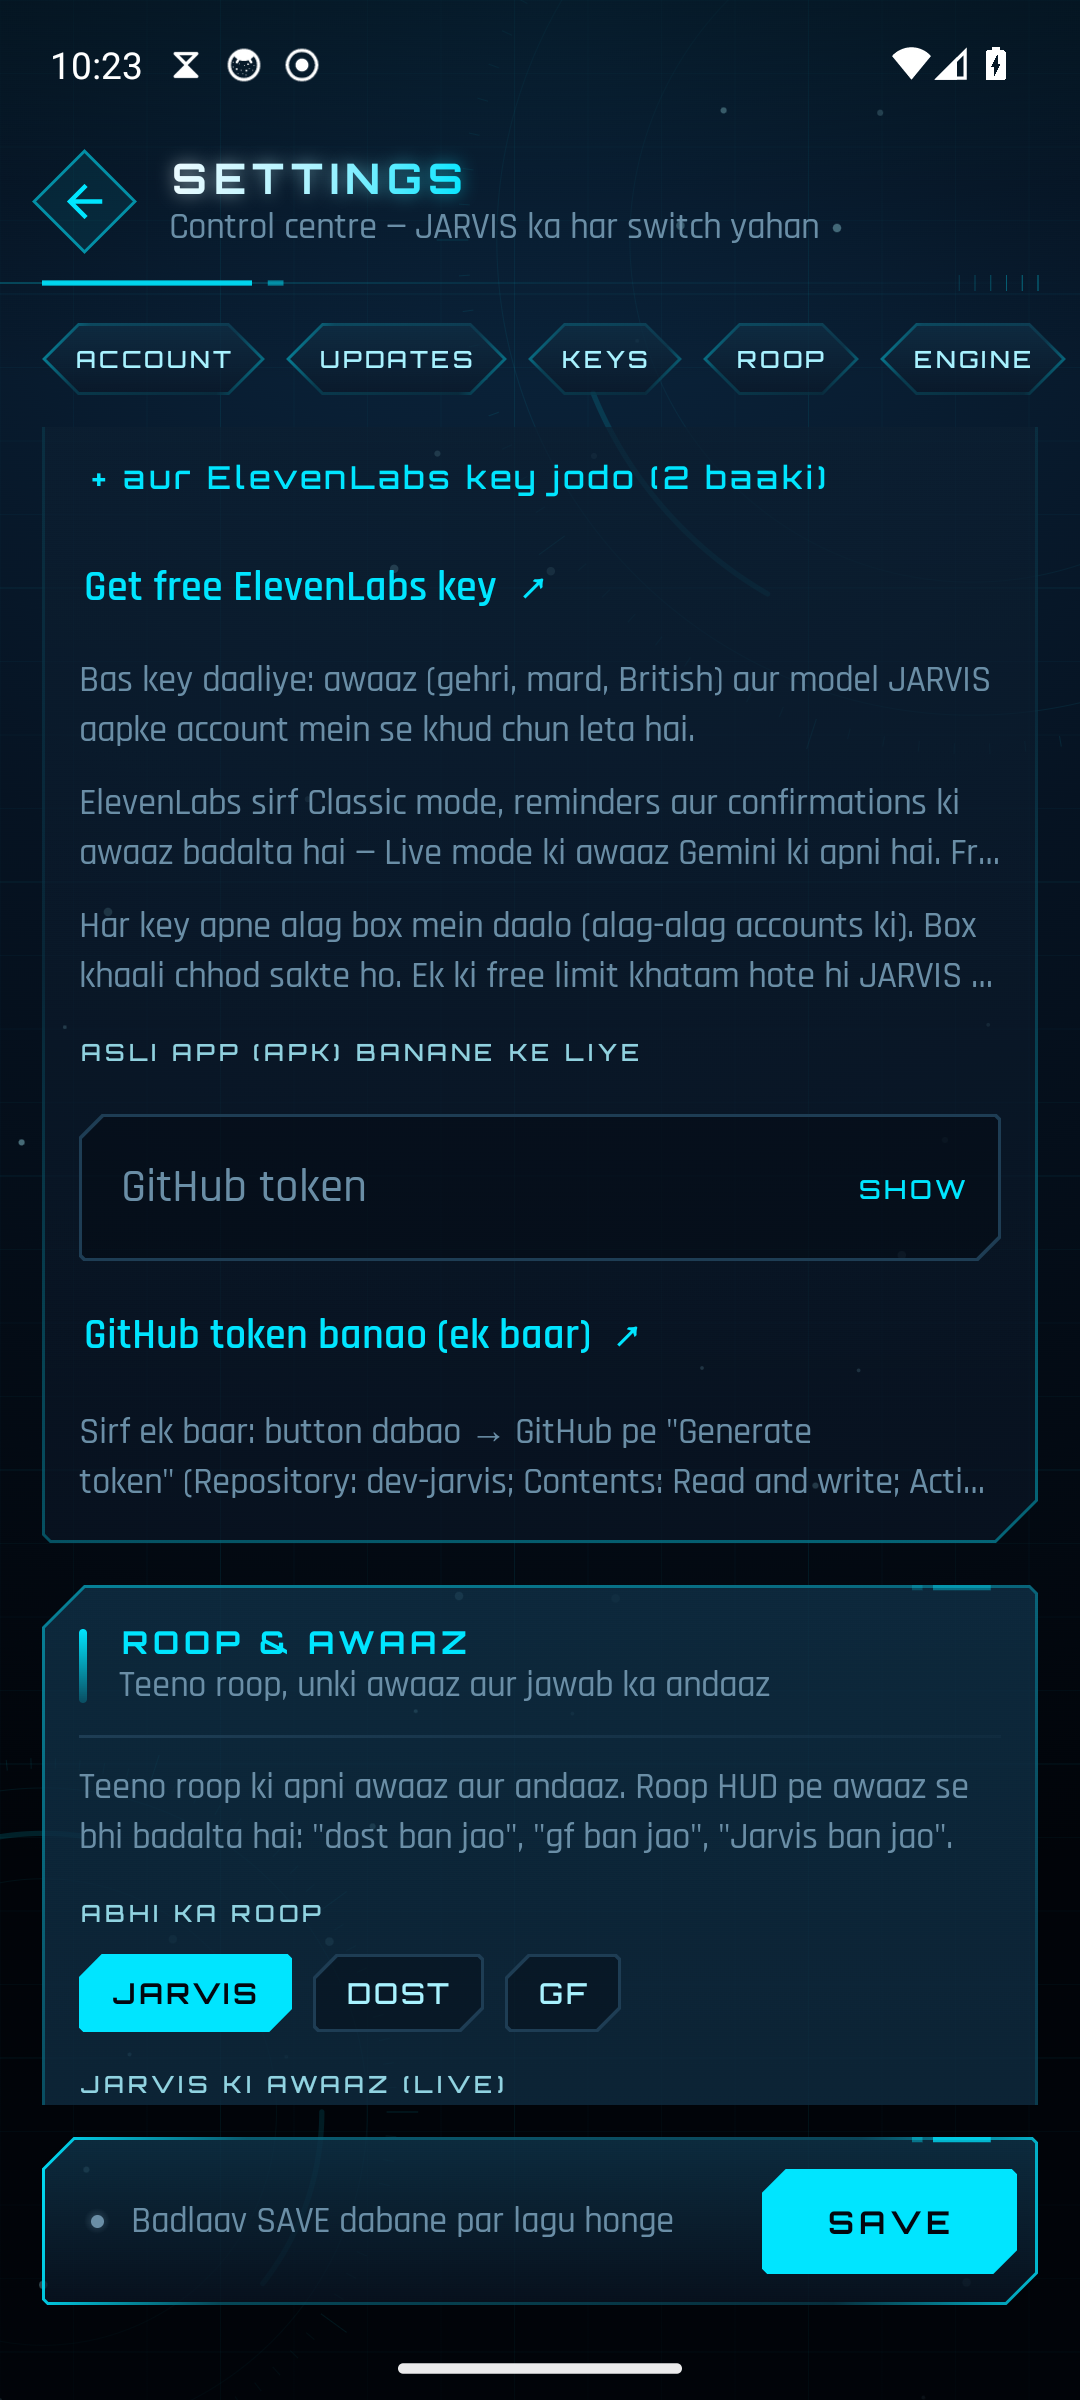 10:23
SETTINGS
Control centre – JARVIS ka har switch yahan
ACCOUNT
UPDATES
KEYS
ROOP
ENGINE
+ aur ElevenLabs key jodo (2 baaki)
Get free ElevenLabs key ↗
Bas key daaliye: awaaz (gehri, mard, British) aur model JARVIS
aapke account mein se khud chun leta hai.
ElevenLabs sirf Classic mode, reminders aur confirmations ki
awaaz badalta hai – Live mode ki awaaz Gemini ki apni hai. Fr...
Har key apne alag box mein daalo (alag-alag accounts ki). Box
khaali chhod sakte ho. Ek ki free limit khatam hote hi JARVIS ...
ASLI APP (APK) BANANE KE LIYE
GitHub token
SHOW
GitHub token banao (ek baar) ↗
Sirf ek baar: button dabao → GitHub pe "Generate
token" (Repository: dev-jarvis; Contents: Read and write; Acti...
ROOP & AWAAZ
Teeno roop, unki awaaz aur jawab ka andaaz
Teeno roop ki apni awaaz aur andaaz. Roop HUD pe awaaz se
bhi badalta hai: "dost ban jao", "gf ban jao", "Jarvis ban jao".
ABHI KA ROOP
JARVIS
DOST
GF
JARVIS KI AWAAZ (LIVE)
Badlaav SAVE dabane par lagu honge
SAVE